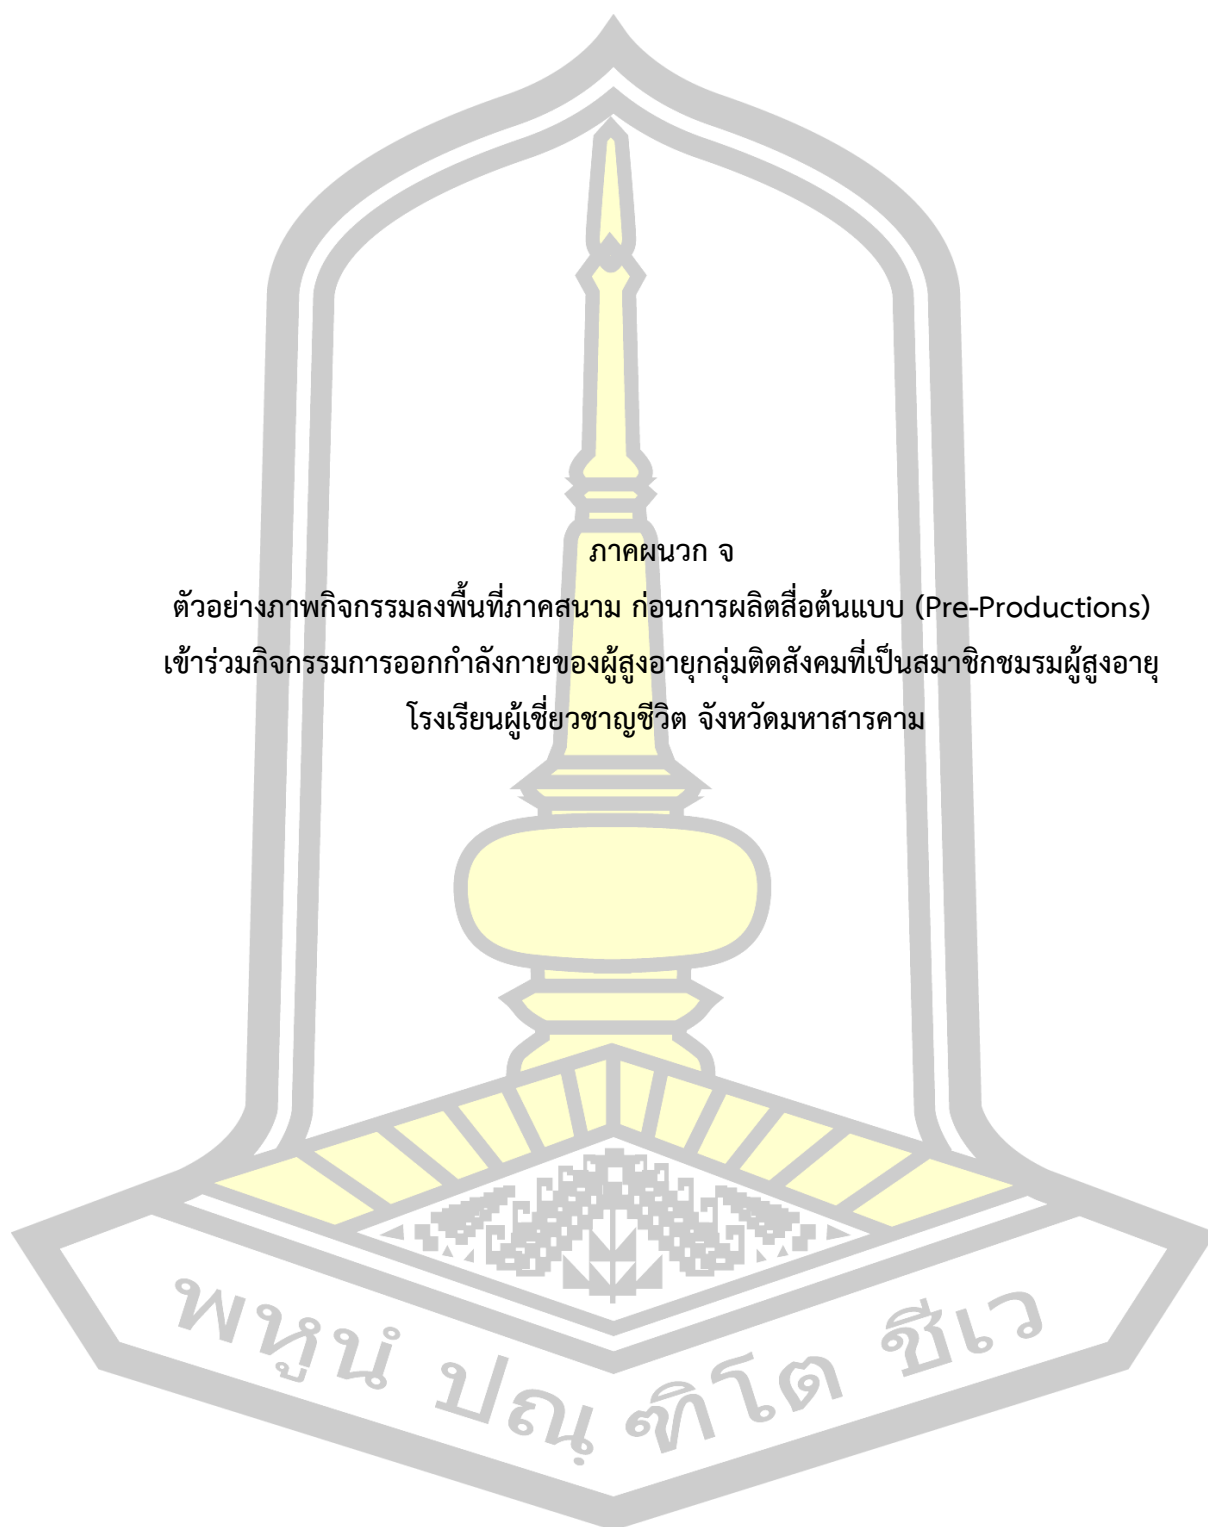 ภาคผนวก จ
ตัวอย่างภาพกิจกรรมลงพื้นที่ภาคสนาม ก่อนการผลิตสื่อต้นแบบ (Pre-Productions)
เข้าร่วมกิจกรรมการออกกำลังกายของผู้สูงอายุกลุ่มติดสังคมที่เป็นสมาชิกชมรมผู้สูงอายุ
โรงเรียนผู้เชี่ยวชาญชีวิต จังหวัดมหาสารคาม
พหูนํ ปณฺ ฑิโต ชีเว